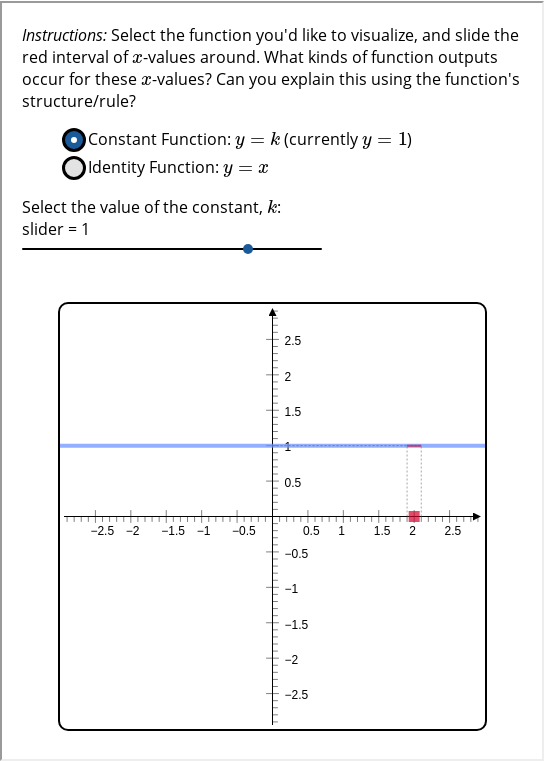 Instructions: Select the function you'd like to visualize, and slide the
red interval of x-values around. What kinds of function outputs
occur for these x-values? Can you explain this using the function's
structure/rule?
Constant Function: y = k (currently y = 1)
Identity Function: y = x
Select the value of the constant, k:
slider = 1
2.5
2
1.5
1
0.5
−2.5 −2 −1.5 −1 −0.5 0.5 1 1.5 2 2.5
−0.5
−1
−1.5
−2
−2.5